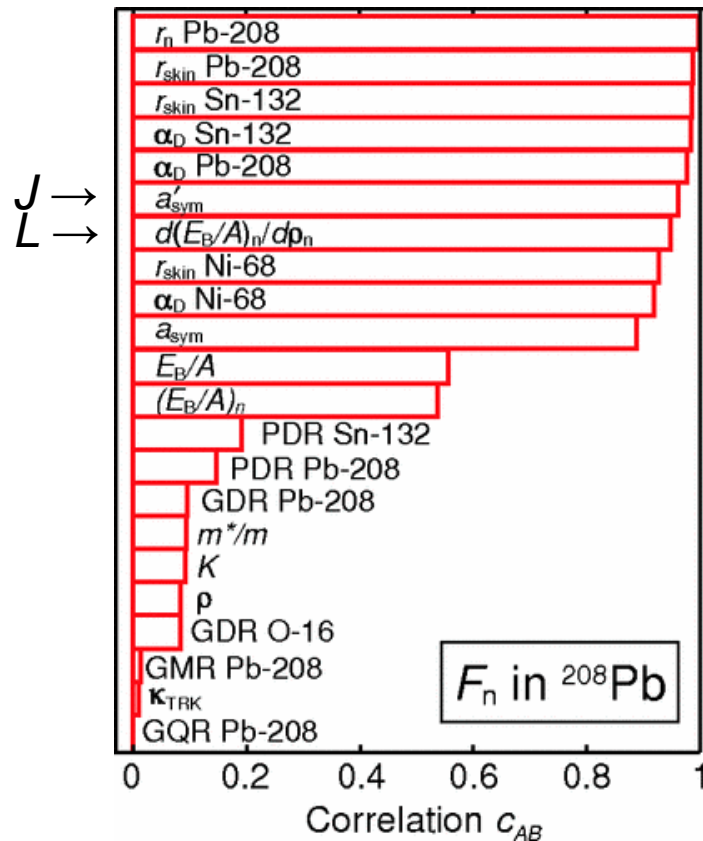 r_n Pb-208
r_skin Pb-208
r_skin Sn-132
α_D Sn-132
α_D Pb-208
J → a'_sym
L → d(E_B/A)_n/dρ_n
r_skin Ni-68
α_D Ni-68
a_sym
E_B/A
(E_B/A)_n
PDR Sn-132
PDR Pb-208
GDR Pb-208
m*/m
K
ρ
GDR O-16
GMR Pb-208
κ_TRK
GQR Pb-208
F_n in ²⁰⁸Pb
0 0.2 0.4 0.6 0.8 1
Correlation c_AB